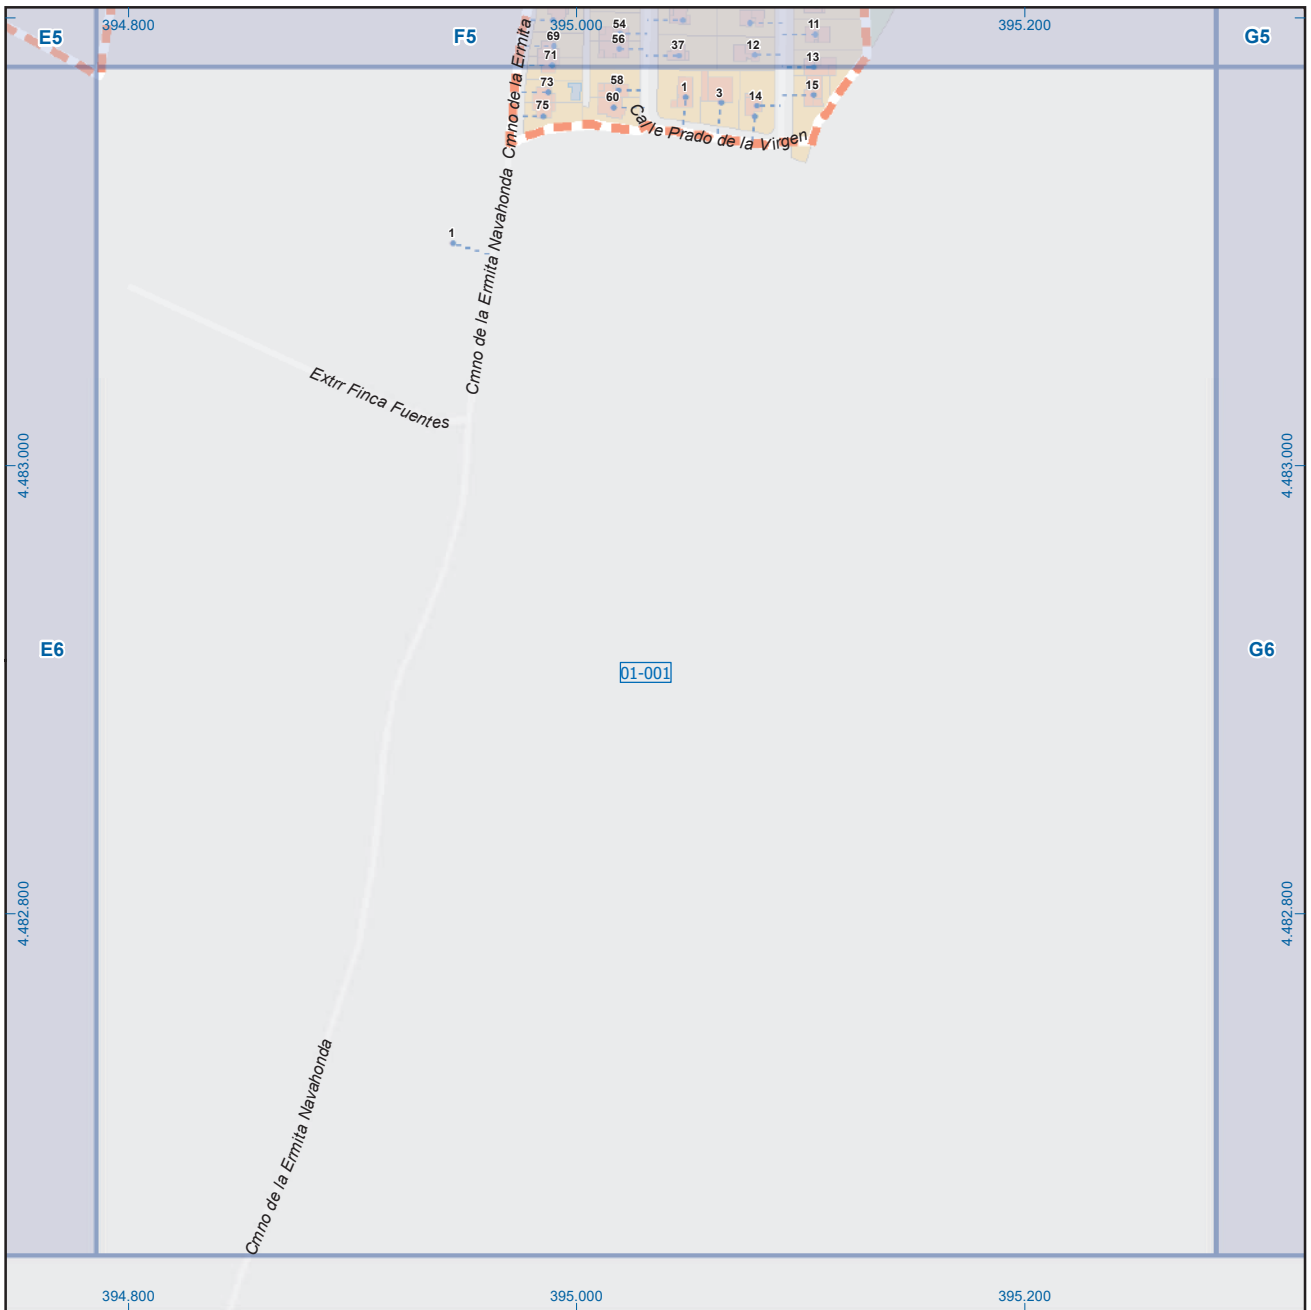 394.800
395.000
395.200
E5
F5
G5
69
71
73
75
54
56
58
60
37
1
3
12
14
11
13
15
Cmno de la Ermita
Calle Prado de la Virgen
1
Cmno de la Ermita Navahonda
Extrr Finca Fuentes
4.483.000
4.483.000
E6
G6
01-001
4.482.800
4.482.800
Cmno de la Ermita Navahonda
394.800
395.000
395.200